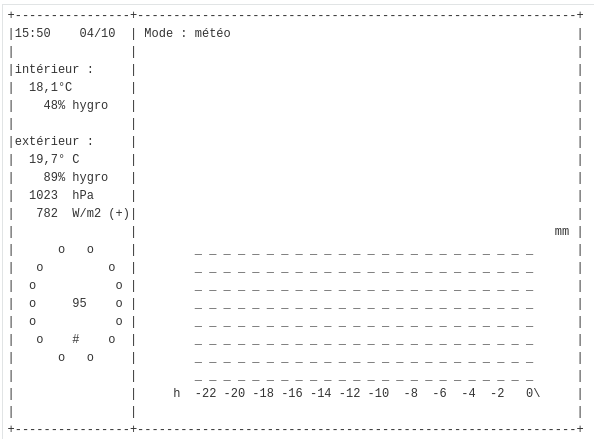 +----------------+-------------------------------------------------------------+
|15:50    04/10  | Mode : météo                                                |
|                |                                                             |
|intérieur :     |                                                             |
|  18,1°C        |                                                             |
|    48% hygro   |                                                             |
|                |                                                             |
|extérieur :     |                                                             |
|  19,7° C       |                                                             |
|    89% hygro   |                                                             |
|  1023  hPa     |                                                             |
|   782  W/m2 (+)|                                                             |
|                |                                                          mm |
|      o   o     |        _ _ _ _ _ _ _ _ _ _ _ _ _ _ _ _ _ _ _ _ _ _ _ _      |
|   o         o  |        _ _ _ _ _ _ _ _ _ _ _ _ _ _ _ _ _ _ _ _ _ _ _ _      |
|  o           o |        _ _ _ _ _ _ _ _ _ _ _ _ _ _ _ _ _ _ _ _ _ _ _ _      |
|  o     95    o |        _ _ _ _ _ _ _ _ _ _ _ _ _ _ _ _ _ _ _ _ _ _ _ _      |
|  o           o |        _ _ _ _ _ _ _ _ _ _ _ _ _ _ _ _ _ _ _ _ _ _ _ _      |
|   o    #    o  |        _ _ _ _ _ _ _ _ _ _ _ _ _ _ _ _ _ _ _ _ _ _ _ _      |
|      o   o     |        _ _ _ _ _ _ _ _ _ _ _ _ _ _ _ _ _ _ _ _ _ _ _ _      |
|                |        _ _ _ _ _ _ _ _ _ _ _ _ _ _ _ _ _ _ _ _ _ _ _ _      |
|                |     h  -22 -20 -18 -16 -14 -12 -10  -8  -6  -4  -2   0\     |
|                |                                                             |
+----------------+-------------------------------------------------------------+